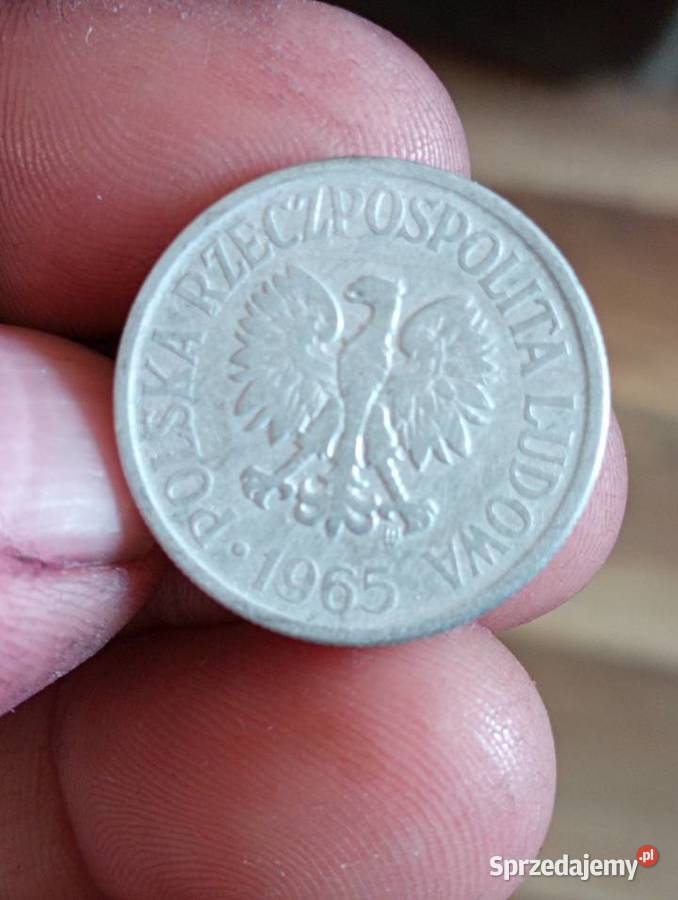 • POLSKA RZECZPOSPOLITA LUDOWA
1965
Sprzedajemy.pl